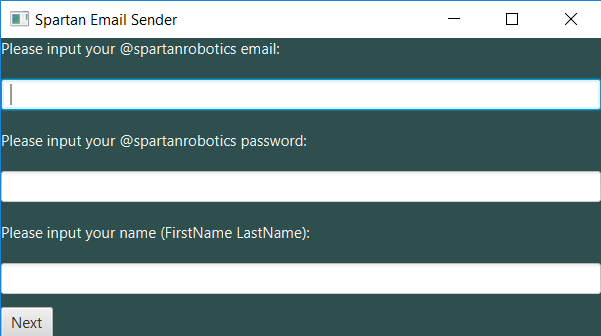 Spartan Email Sender
Please input your @spartanrobotics email:
Please input your @spartanrobotics password:
Please input your name (FirstName LastName):
Next